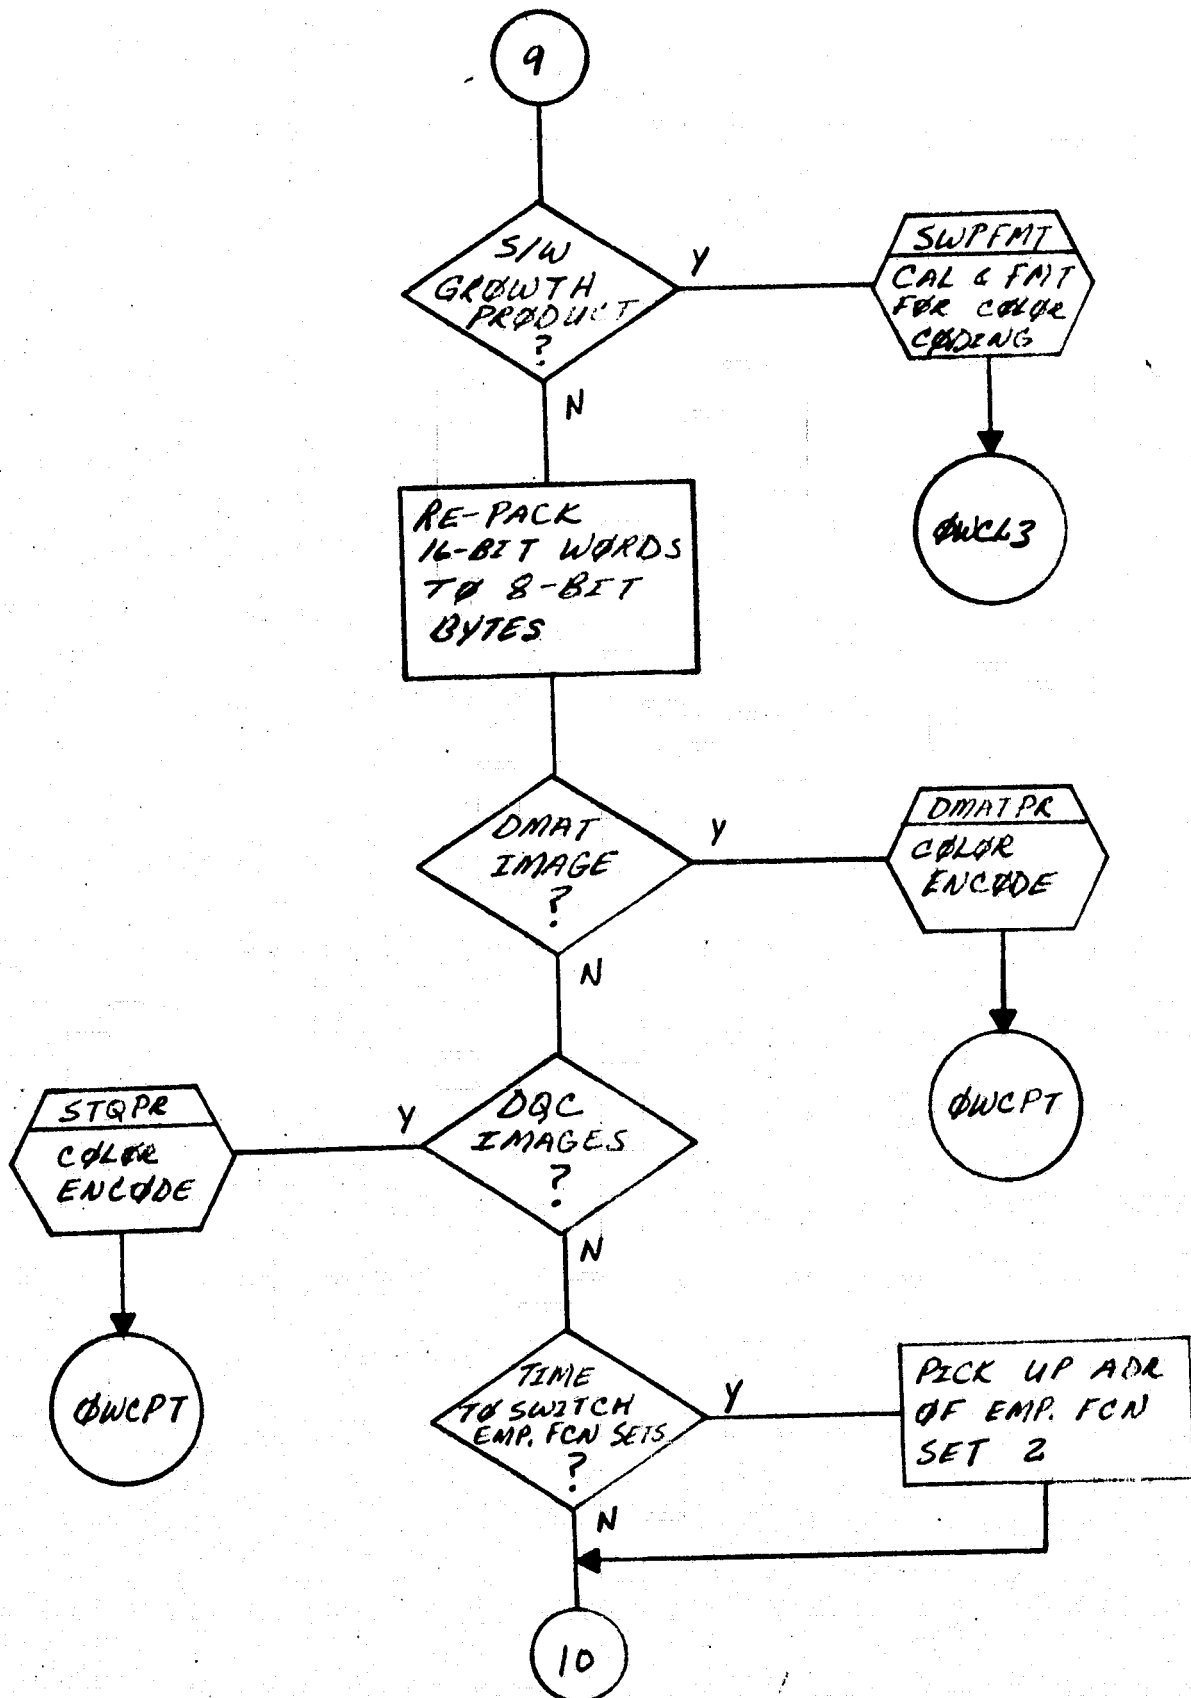 9
S/W
GRØWTH
PRØDUCT
?
Y
N
SWPFMT
CAL & FMT
FØR CØLØR
CØDING
ØWCL3
RE-PACK
16-BIT WØRDS
TØ 8-BIT
BYTES
DMAT
IMAGE
?
Y
N
DMATPR
CØLØR
ENCØDE
ØWCPT
DQC
IMAGES
?
Y
N
STQPR
CØLØR
ENCØDE
ØWCPT
TIME
TØ SWITCH
EMP. FCN SETS
?
Y
N
PICK UP ADR
ØF EMP. FCN
SET 2
10